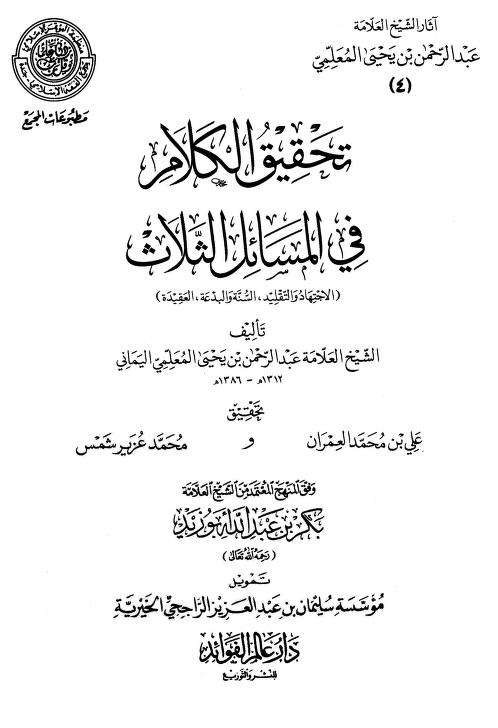 آثار الشيخ العلامة
عبد الرحمن بن يحيى المعلمي
(٤)
مطبوعات المجمع
تحقيق الكلام
في المسائل الثلاث
(الاجتهاد والتقليد، السنة والبدعة، العقيدة)
تأليف
الشيخ العلامة عبد الرحمن بن يحيى المعلمي اليماني
١٣١٢هـ - ١٣٨٦هـ
تحقيق
علي بن محمد العمران و محمد عزير شمس
وفق المنهج المعتمد من الشيخ العلامة
بكر بن عبد الله أبو زيد
(رحمه الله تعالى)
تمويل
مؤسسة سليمان بن عبد العزيز الراجحي الخيرية
دار عالم الفوائد
للنشر والتوزيع